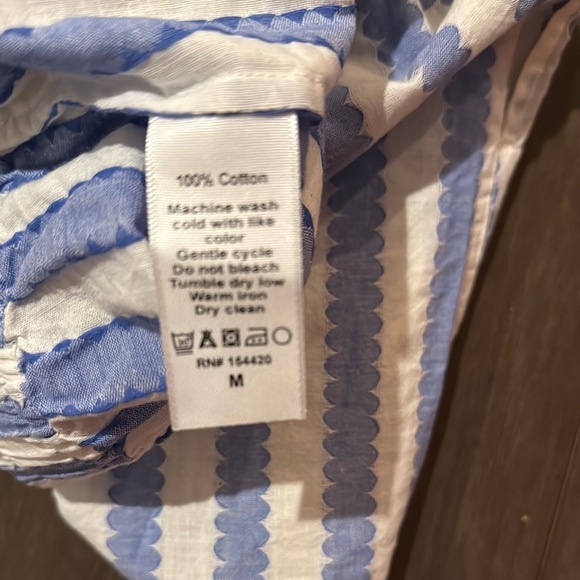 100% Cotton
Machine wash
cold with like
color
Gentle cycle
Do not bleach
Tumble dry low
Warm iron
Dry clean
RN# 154420
M